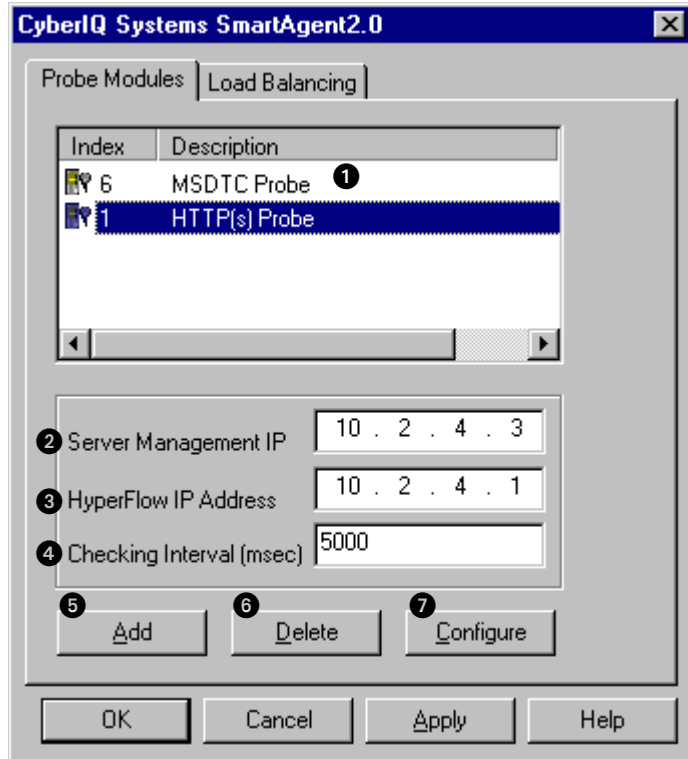 CyberIQ Systems SmartAgent2.0
Probe Modules Load Balancing
Index Description
6 MSDTC Probe 1
1 HTTP(s) Probe
2 Server Management IP 10 . 2 . 4 . 3
3 HyperFlow IP Address 10 . 2 . 4 . 1
4 Checking Interval (msec) 5000
5 6 7
Add Delete Configure
OK Cancel Apply Help